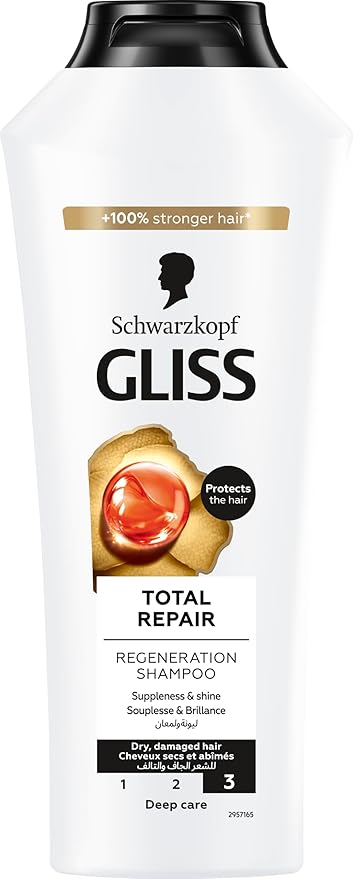 +100% stronger hair*
Schwarzkopf
GLISS
Protects
the hair
TOTAL
REPAIR
REGENERATION
SHAMPOO
Suppleness & shine
Souplesse & Brillance
ليونة ولمعان
Dry, damaged hair
Cheveux secs et abîmés
للشعر الجاف والتالف
1 2 3
Deep care
2957165